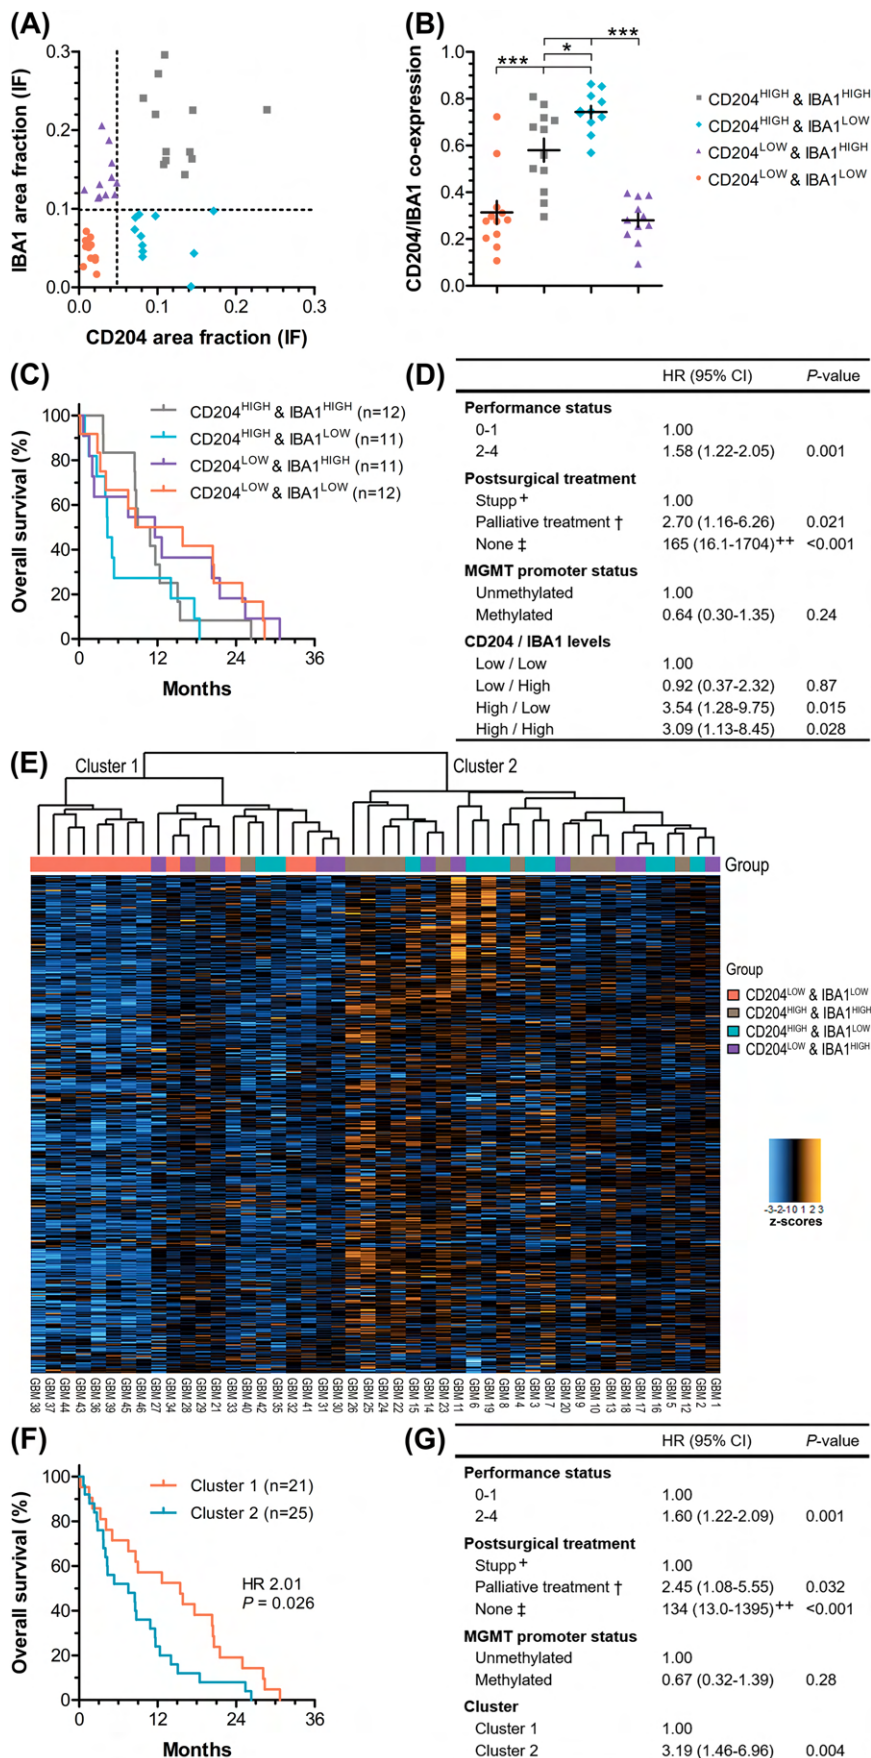 (A)
IBA1 area fraction (IF)
0.3
0.2
0.1
0.0
0.0 0.1 0.2 0.3
CD204 area fraction (IF)
(B)
CD204/IBA1 co-expression
1.0
0.8
0.6
0.4
0.2
0.0
*** * ***
CD204HIGH & IBA1HIGH
CD204HIGH & IBA1LOW
CD204LOW & IBA1HIGH
CD204LOW & IBA1LOW
(C)
Overall survival (%)
100
80
60
40
20
0
0 12 24 36
Months
CD204HIGH & IBA1HIGH (n=12)
CD204HIGH & IBA1LOW (n=11)
CD204LOW & IBA1HIGH (n=11)
CD204LOW & IBA1LOW (n=12)
(D)
HR (95% CI) P-value
Performance status
0-1 1.00
2-4 1.58 (1.22-2.05) 0.001
Postsurgical treatment
Stupp + 1.00
Palliative treatment † 2.70 (1.16-6.26) 0.021
None ‡ 165 (16.1-1704)++ <0.001
MGMT promoter status
Unmethylated 1.00
Methylated 0.64 (0.30-1.35) 0.24
CD204 / IBA1 levels
Low / Low 1.00
Low / High 0.92 (0.37-2.32) 0.87
High / Low 3.54 (1.28-9.75) 0.015
High / High 3.09 (1.13-8.45) 0.028
(E)
Cluster 1 Cluster 2
Group
Group
CD204LOW & IBA1LOW
CD204HIGH & IBA1HIGH
CD204HIGH & IBA1LOW
CD204LOW & IBA1HIGH
-3-2-10 1 2 3
z-scores
GBM 38
GBM 37
GBM 44
GBM 43
GBM 36
GBM 39
GBM 45
GBM 46
GBM 27
GBM 34
GBM 28
GBM 29
GBM 21
GBM 33
GBM 40
GBM 42
GBM 35
GBM 32
GBM 41
GBM 31
GBM 30
GBM 26
GBM 25
GBM 24
GBM 22
GBM 15
GBM 14
GBM 23
GBM 11
GBM 6
GBM 19
GBM 8
GBM 4
GBM 3
GBM 7
GBM 20
GBM 9
GBM 10
GBM 13
GBM 18
GBM 17
GBM 16
GBM 5
GBM 12
GBM 2
GBM 1
(F)
Overall survival (%)
100
80
60
40
20
0
0 12 24 36
Months
Cluster 1 (n=21)
Cluster 2 (n=25)
HR 2.01
P = 0.026
(G)
HR (95% CI) P-value
Performance status
0-1 1.00
2-4 1.60 (1.22-2.09) 0.001
Postsurgical treatment
Stupp + 1.00
Palliative treatment † 2.45 (1.08-5.55) 0.032
None ‡ 134 (13.0-1395)++ <0.001
MGMT promoter status
Unmethylated 1.00
Methylated 0.67 (0.32-1.39) 0.28
Cluster
Cluster 1 1.00
Cluster 2 3.19 (1.46-6.96) 0.004